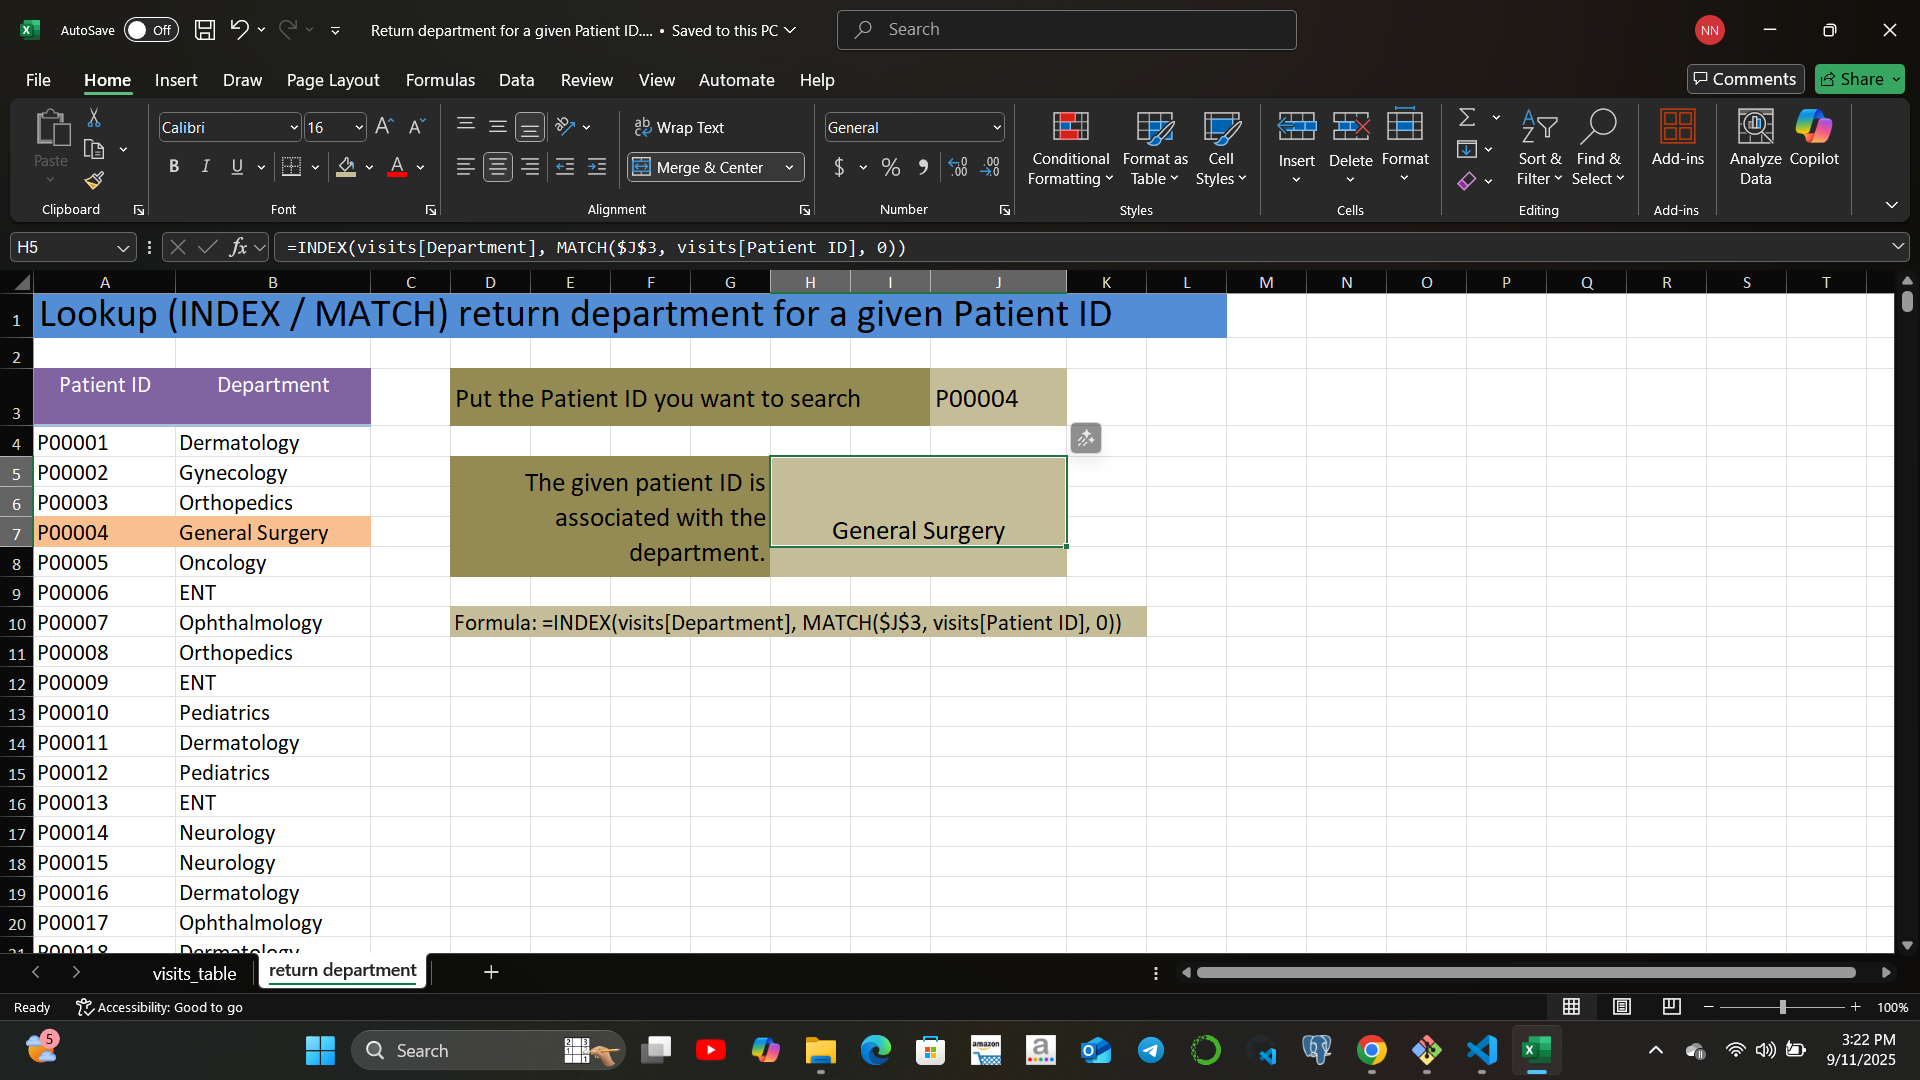 AutoSave Off Return department for a given Patient ID.... • Saved to this PC Search NN
File Home Insert Draw Page Layout Formulas Data Review View Automate Help Comments Share
Paste Calibri 16 Wrap Text General Conditional Formatting Format as Table Cell Styles Insert Delete Format Sort & Filter Find & Select Add-ins Analyze Data Copilot
B I U A Merge & Center $ %
Clipboard Font Alignment Number Styles Cells Editing Add-ins
H5 fx =INDEX(visits[Department], MATCH($J$3, visits[Patient ID], 0))
A B C D E F G H I J K L M N O P Q R S T
1 Lookup (INDEX / MATCH) return department for a given Patient ID
2
3 Patient ID Department Put the Patient ID you want to search P00004
4 P00001 Dermatology
5 P00002 Gynecology The given patient ID is
6 P00003 Orthopedics associated with the
7 P00004 General Surgery department. General Surgery
8 P00005 Oncology
9 P00006 ENT
10 P00007 Ophthalmology Formula: =INDEX(visits[Department], MATCH($J$3, visits[Patient ID], 0))
11 P00008 Orthopedics
12 P00009 ENT
13 P00010 Pediatrics
14 P00011 Dermatology
15 P00012 Pediatrics
16 P00013 ENT
17 P00014 Neurology
18 P00015 Neurology
19 P00016 Dermatology
20 P00017 Ophthalmology
21 P00018 Dermatology
visits_table return department
Ready Accessibility: Good to go 100%
5 Search amazon a 3:22 PM
9/11/2025